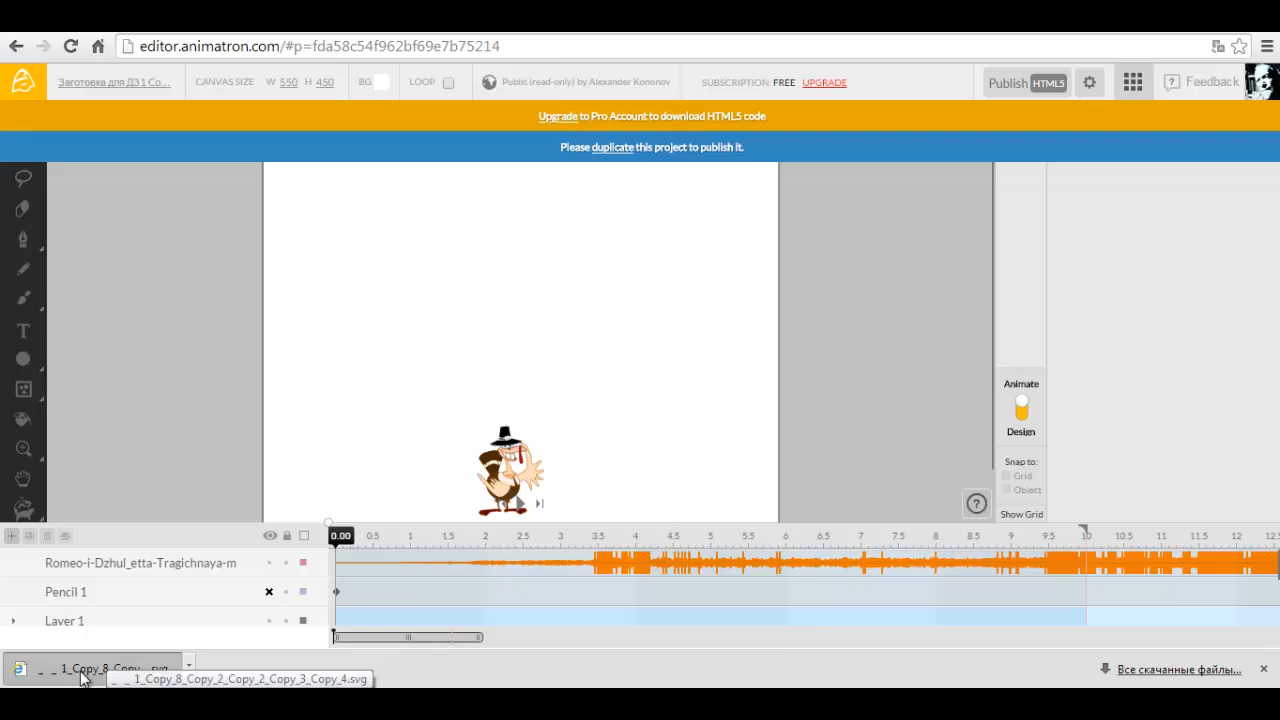 editor.animatron.com/#p=fda58c54f962bf69e7b75214
Заготовка для ДЗ1 Co...
CANVAS SIZE W 550 H 450
BG
LOOP
Public (read-only) by Alexander Kononov
SUBSCRIPTION: FREE UPGRADE
Publish HTML5
Feedback
Upgrade to Pro Account to download HTML5 code
Please duplicate this project to publish it.
T
Animate
Design
Snap to:
Grid
Object
Show Grid
?
0.00 0.5 1 1.5 2 2.5 3 3.5 4 4.5 5 5.5 6 6.5 7 7.5 8 8.5 9 9.5 10 10.5 11 11.5 12 12.5
Romeo-i-Dzhul_etta-Tragichnaya-m
Pencil 1
Layer 1
_ _ 1_Copy_8_Copy....svg
_ _ 1_Copy_8_Copy_2_Copy_2_Copy_3_Copy_4.svg
Все скачанные файлы...